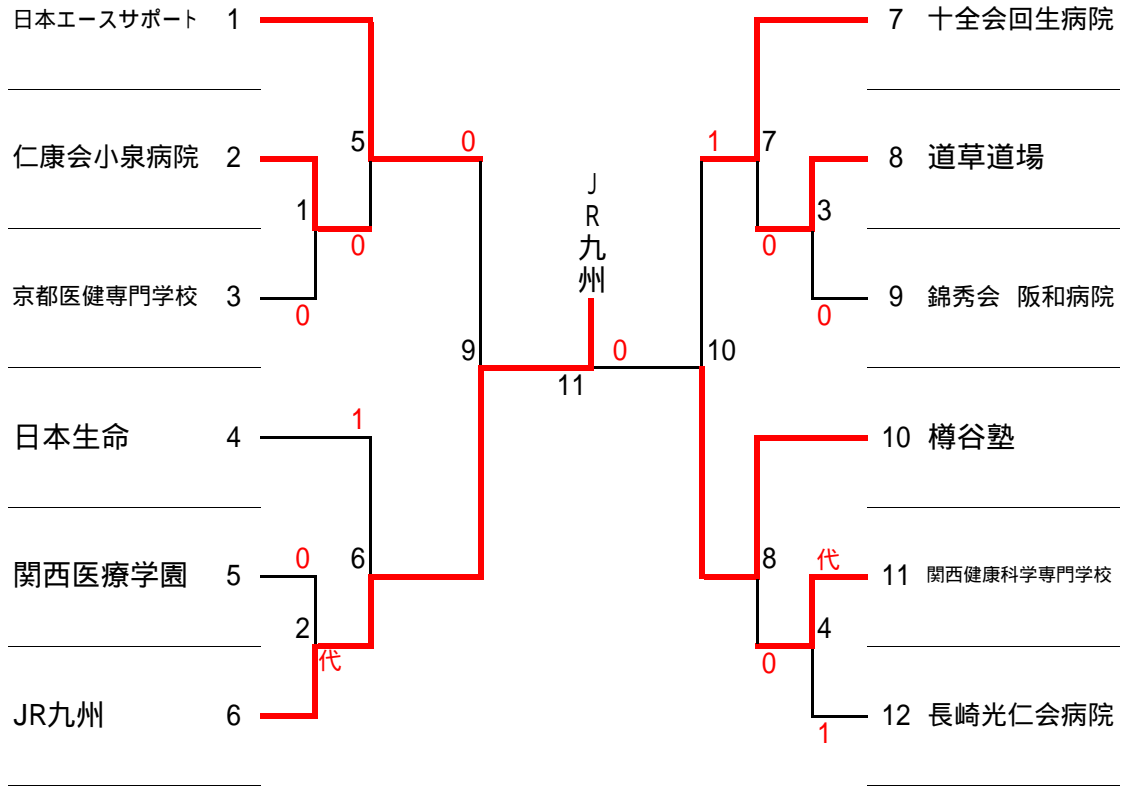 日本エースサポート 1
7 十全会回生病院
5
0
1
7
仁康会小泉病院 2
8 道草道場
JR九州
1
3
0
0
京都医健専門学校 3
9 錦秀会 阪和病院
0
0
9
0
10
11
日本生命 4
1
10 樽谷塾
関西医療学園 5
0
6
8
代
11 関西健康科学専門学校
2
4
代
0
JR九州 6
12 長崎光仁会病院
1